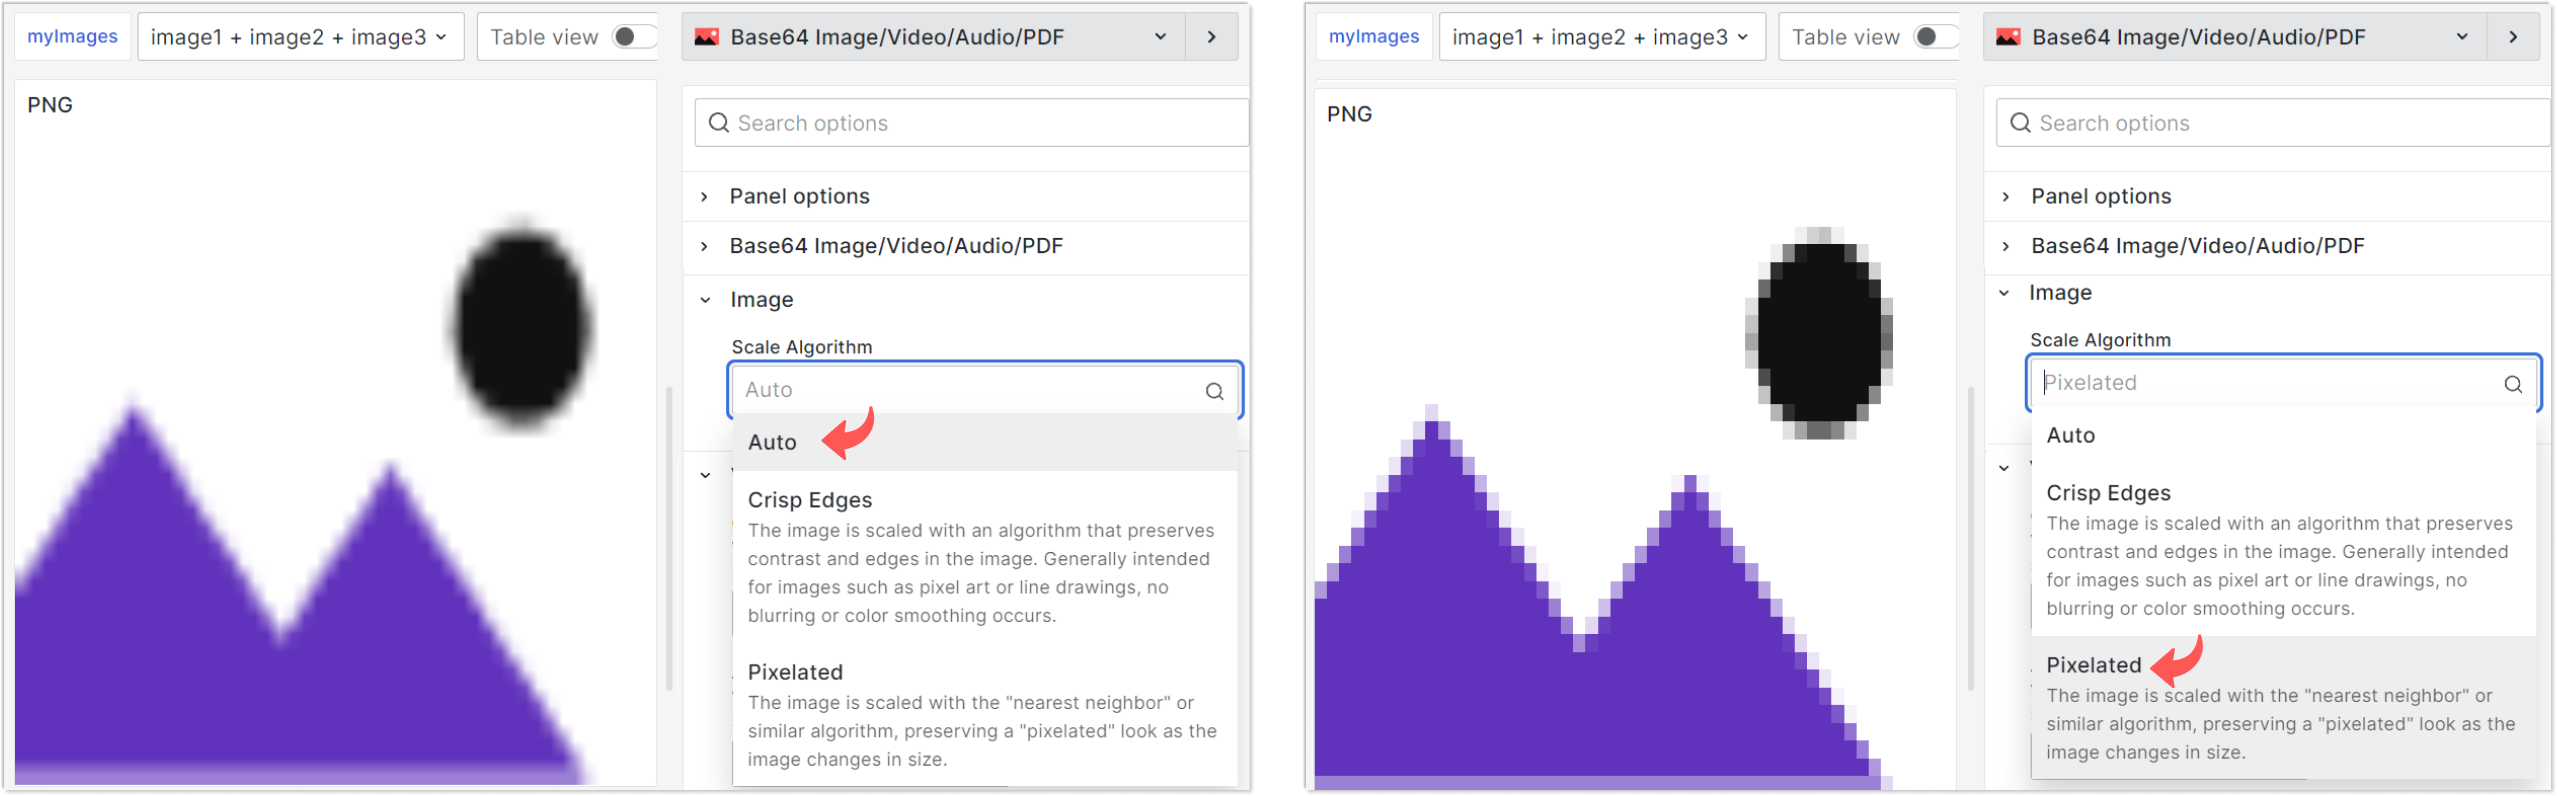 myImages
image1 + image2 + image3
Table view
Base64 Image/Video/Audio/PDF
PNG
Search options
Panel options
Base64 Image/Video/Audio/PDF
Image
Scale Algorithm
Auto
Auto
Crisp Edges
The image is scaled with an algorithm that preserves
contrast and edges in the image. Generally intended
for images such as pixel art or line drawings, no
blurring or color smoothing occurs.
Pixelated
The image is scaled with the "nearest neighbor" or
similar algorithm, preserving a "pixelated" look as the
image changes in size.
myImages
image1 + image2 + image3
Table view
Base64 Image/Video/Audio/PDF
PNG
Search options
Panel options
Base64 Image/Video/Audio/PDF
Image
Scale Algorithm
Pixelated
Auto
Crisp Edges
The image is scaled with an algorithm that preserves
contrast and edges in the image. Generally intended
for images such as pixel art or line drawings, no
blurring or color smoothing occurs.
Pixelated
The image is scaled with the "nearest neighbor" or
similar algorithm, preserving a "pixelated" look as the
image changes in size.